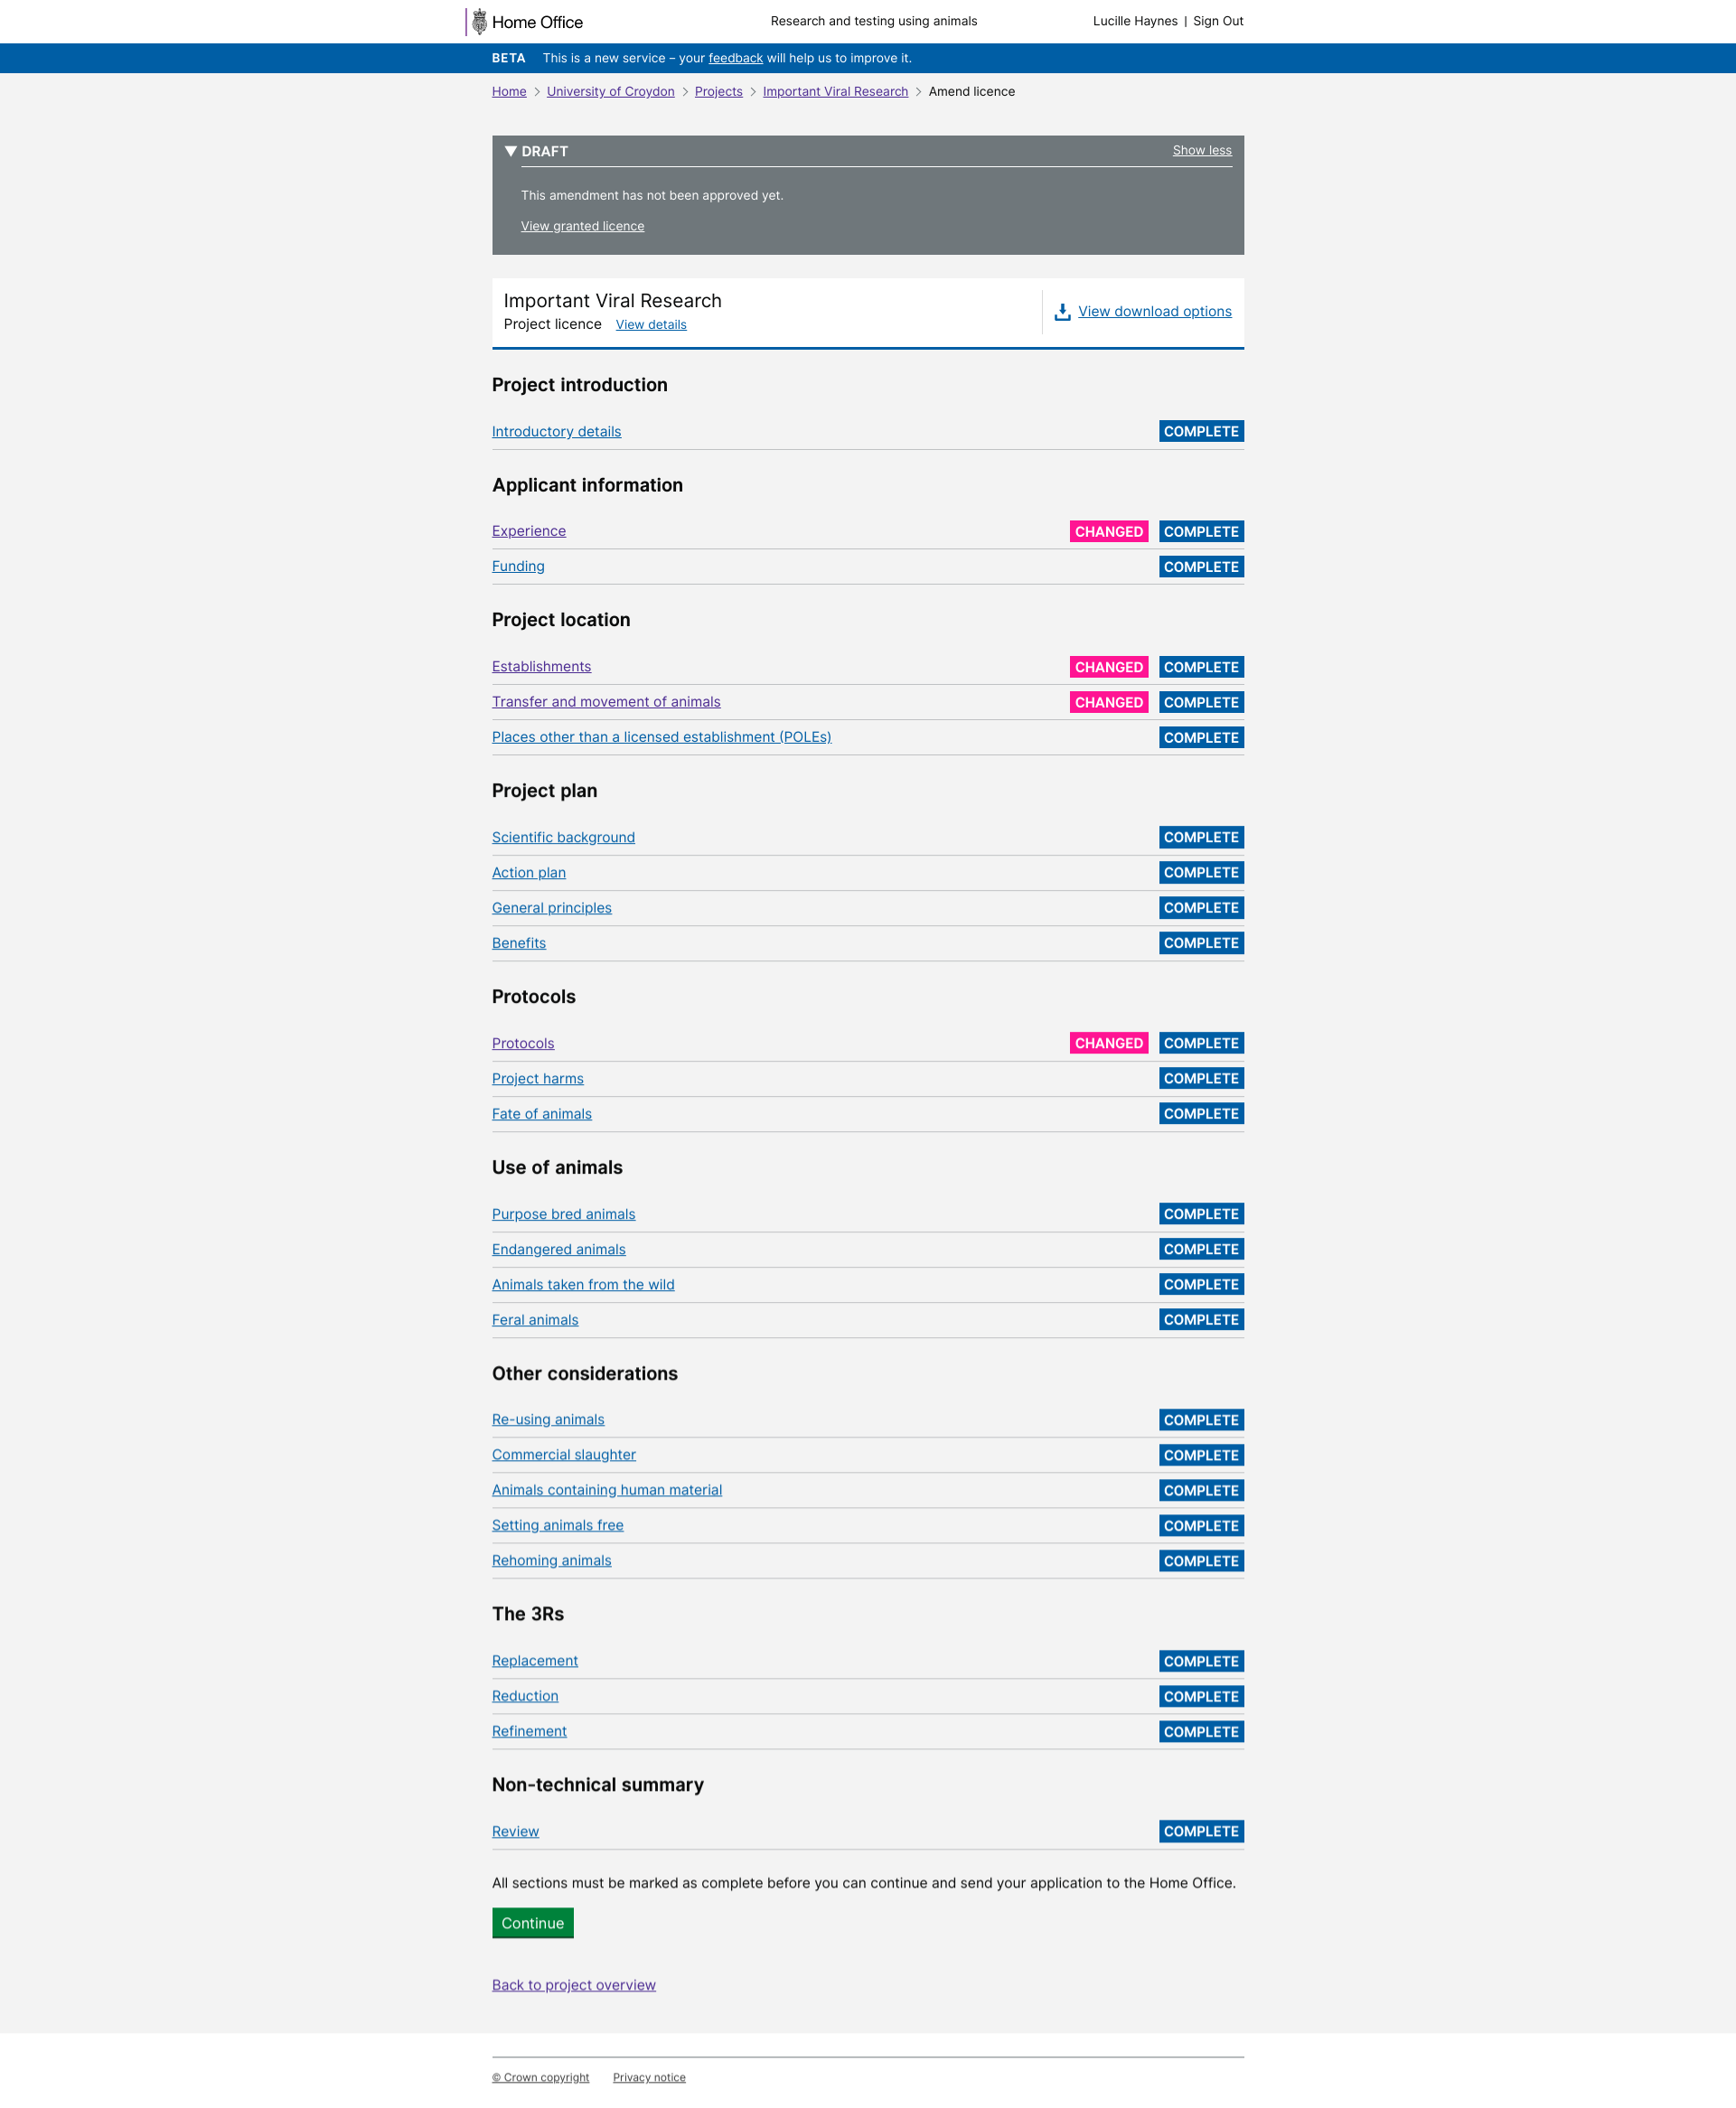 Home Office
Research and testing using animals
Lucille Haynes | Sign Out
BETA This is a new service – your feedback will help us to improve it.
Home > University of Croydon > Projects > Important Viral Research > Amend licence
DRAFT Show less
This amendment has not been approved yet.
View granted licence
Important Viral Research
Project licence View details
View download options
Project introduction
Introductory details COMPLETE
Applicant information
Experience CHANGED COMPLETE
Funding COMPLETE
Project location
Establishments CHANGED COMPLETE
Transfer and movement of animals CHANGED COMPLETE
Places other than a licensed establishment (POLEs) COMPLETE
Project plan
Scientific background COMPLETE
Action plan COMPLETE
General principles COMPLETE
Benefits COMPLETE
Protocols
Protocols CHANGED COMPLETE
Project harms COMPLETE
Fate of animals COMPLETE
Use of animals
Purpose bred animals COMPLETE
Endangered animals COMPLETE
Animals taken from the wild COMPLETE
Feral animals COMPLETE
Other considerations
Re-using animals COMPLETE
Commercial slaughter COMPLETE
Animals containing human material COMPLETE
Setting animals free COMPLETE
Rehoming animals COMPLETE
The 3Rs
Replacement COMPLETE
Reduction COMPLETE
Refinement COMPLETE
Non-technical summary
Review COMPLETE
All sections must be marked as complete before you can continue and send your application to the Home Office.
Continue
Back to project overview
© Crown copyright Privacy notice